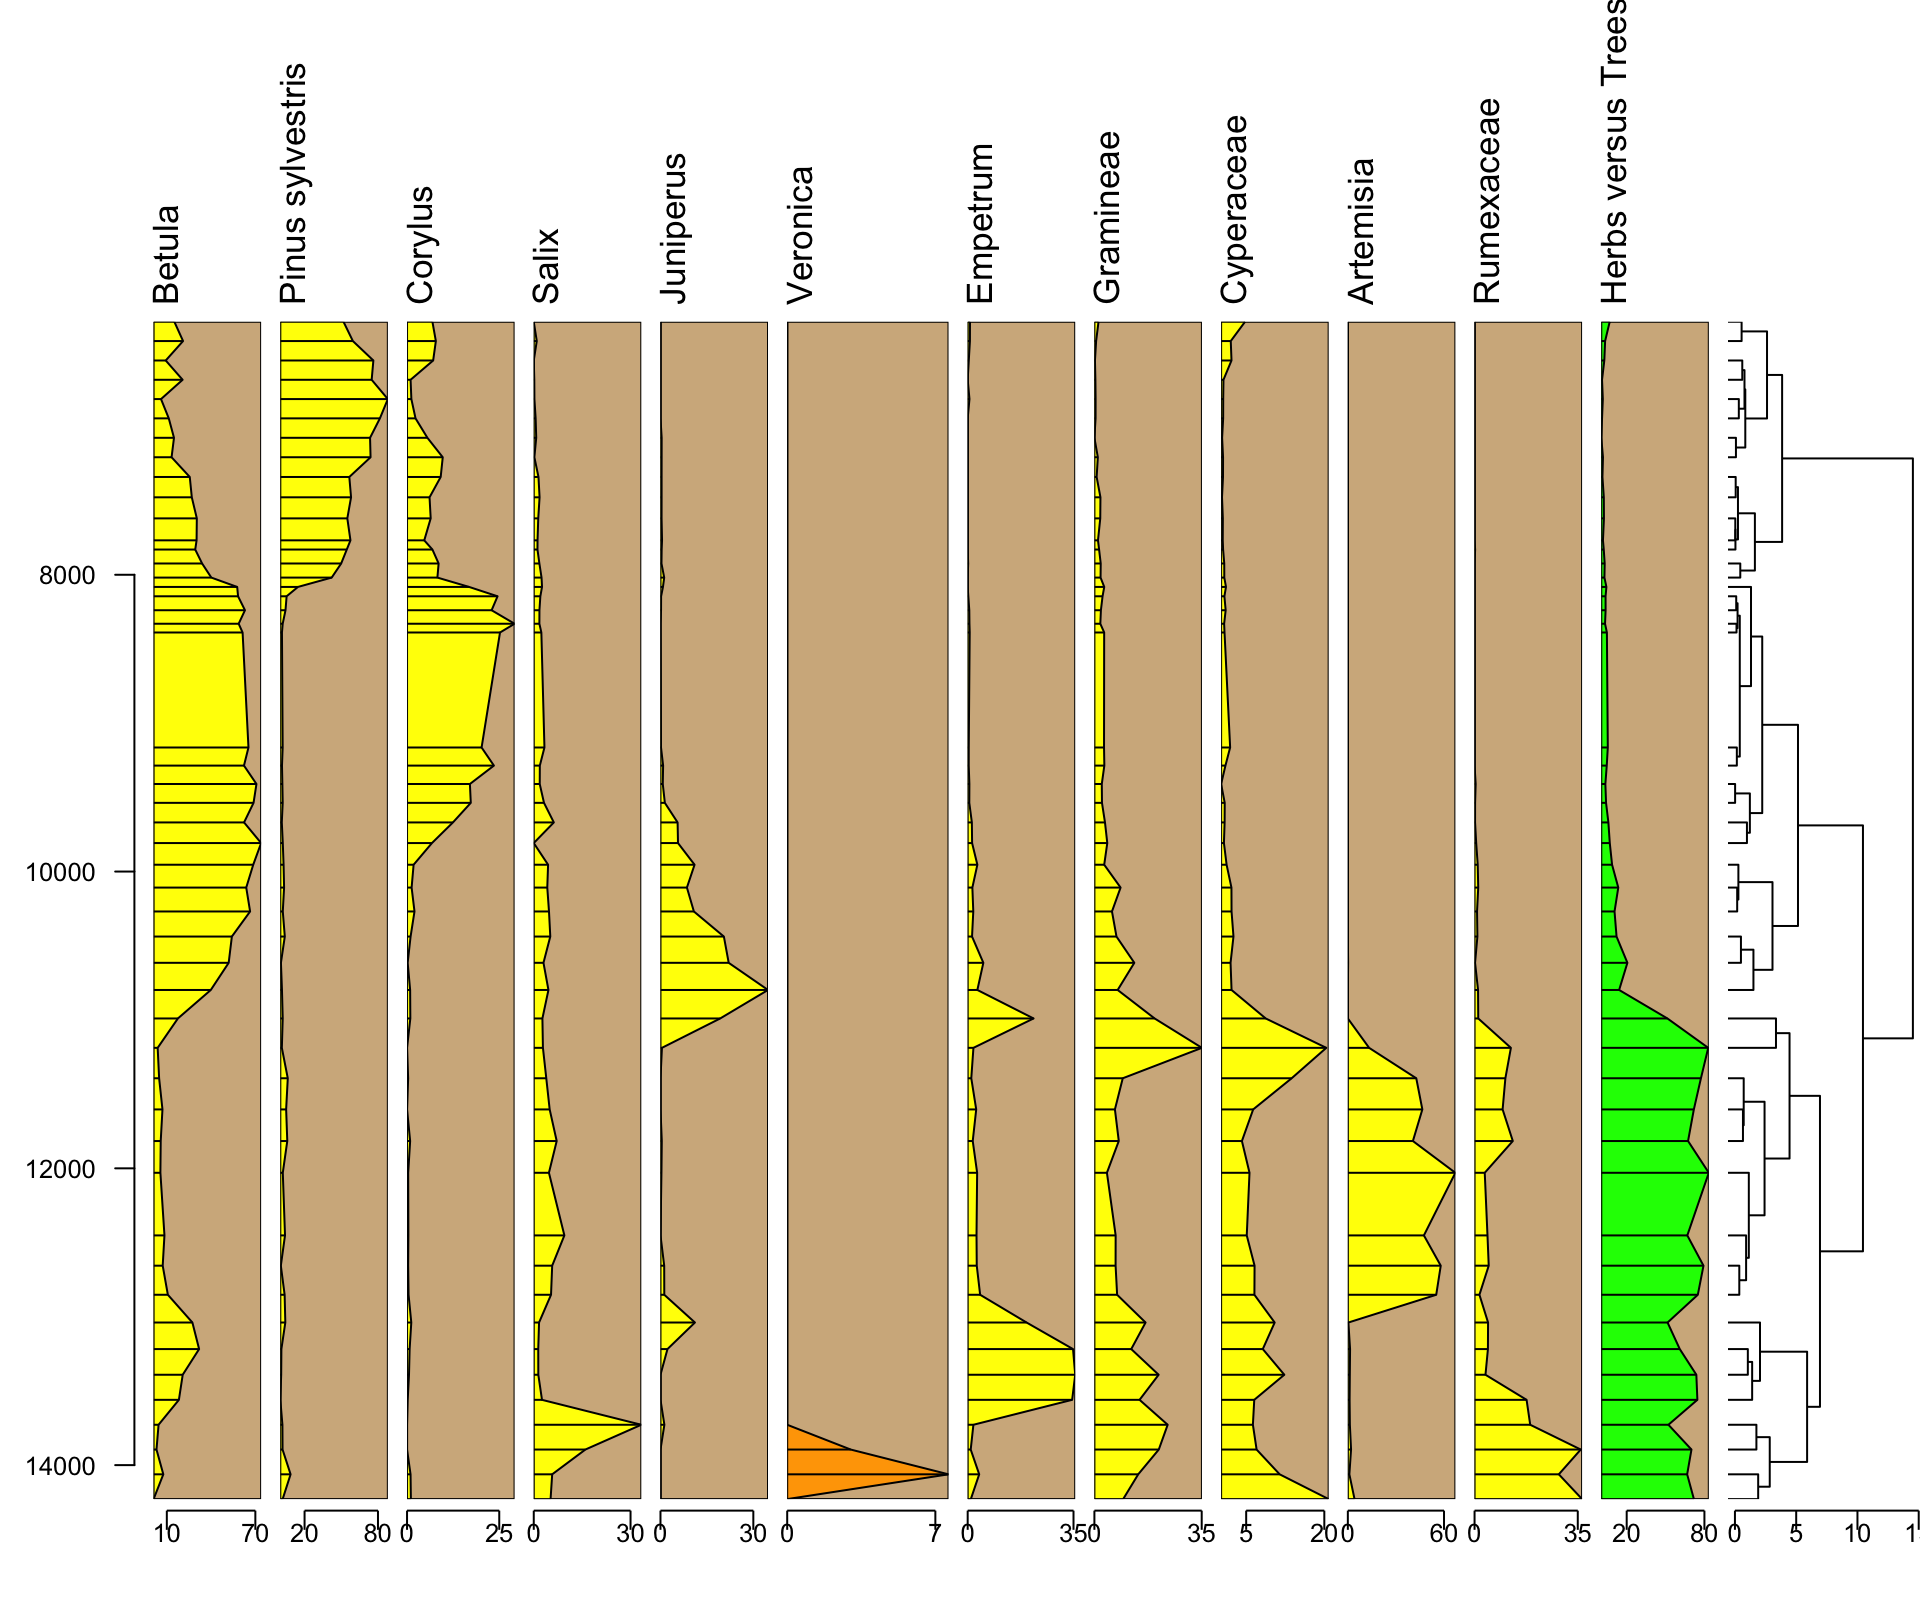 Betula
Pinus sylvestris
Corylus
Salix
Juniperus
Veronica
Empetrum
Gramineae
Cyperaceae
Artemisia
Rumexaceae
Herbs versus Trees
8000
10000
12000
14000
10 70 20 80 0 25 0 30 0 30 0 7 0 35 0 35 5 20 0 60 0 35 20 80 0 5 10